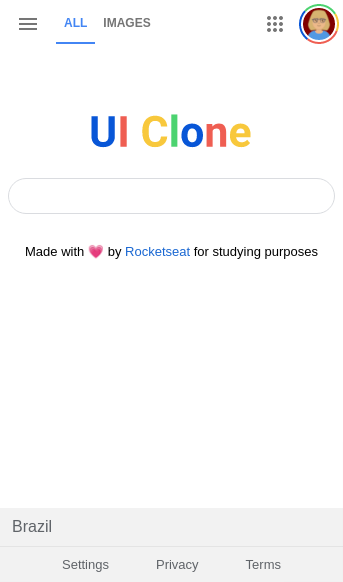 ALL IMAGES
UI Clone
Made with 💗 by Rocketseat for studying purposes
Brazil
Settings Privacy Terms